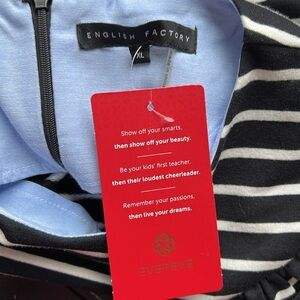 ENGLISH FACTORY
XL
Show off your smarts,
then show off your beauty.
Be your kids' first teacher,
then their loudest cheerleader.
Remember your passions,
then live your dreams.
EVEREVE